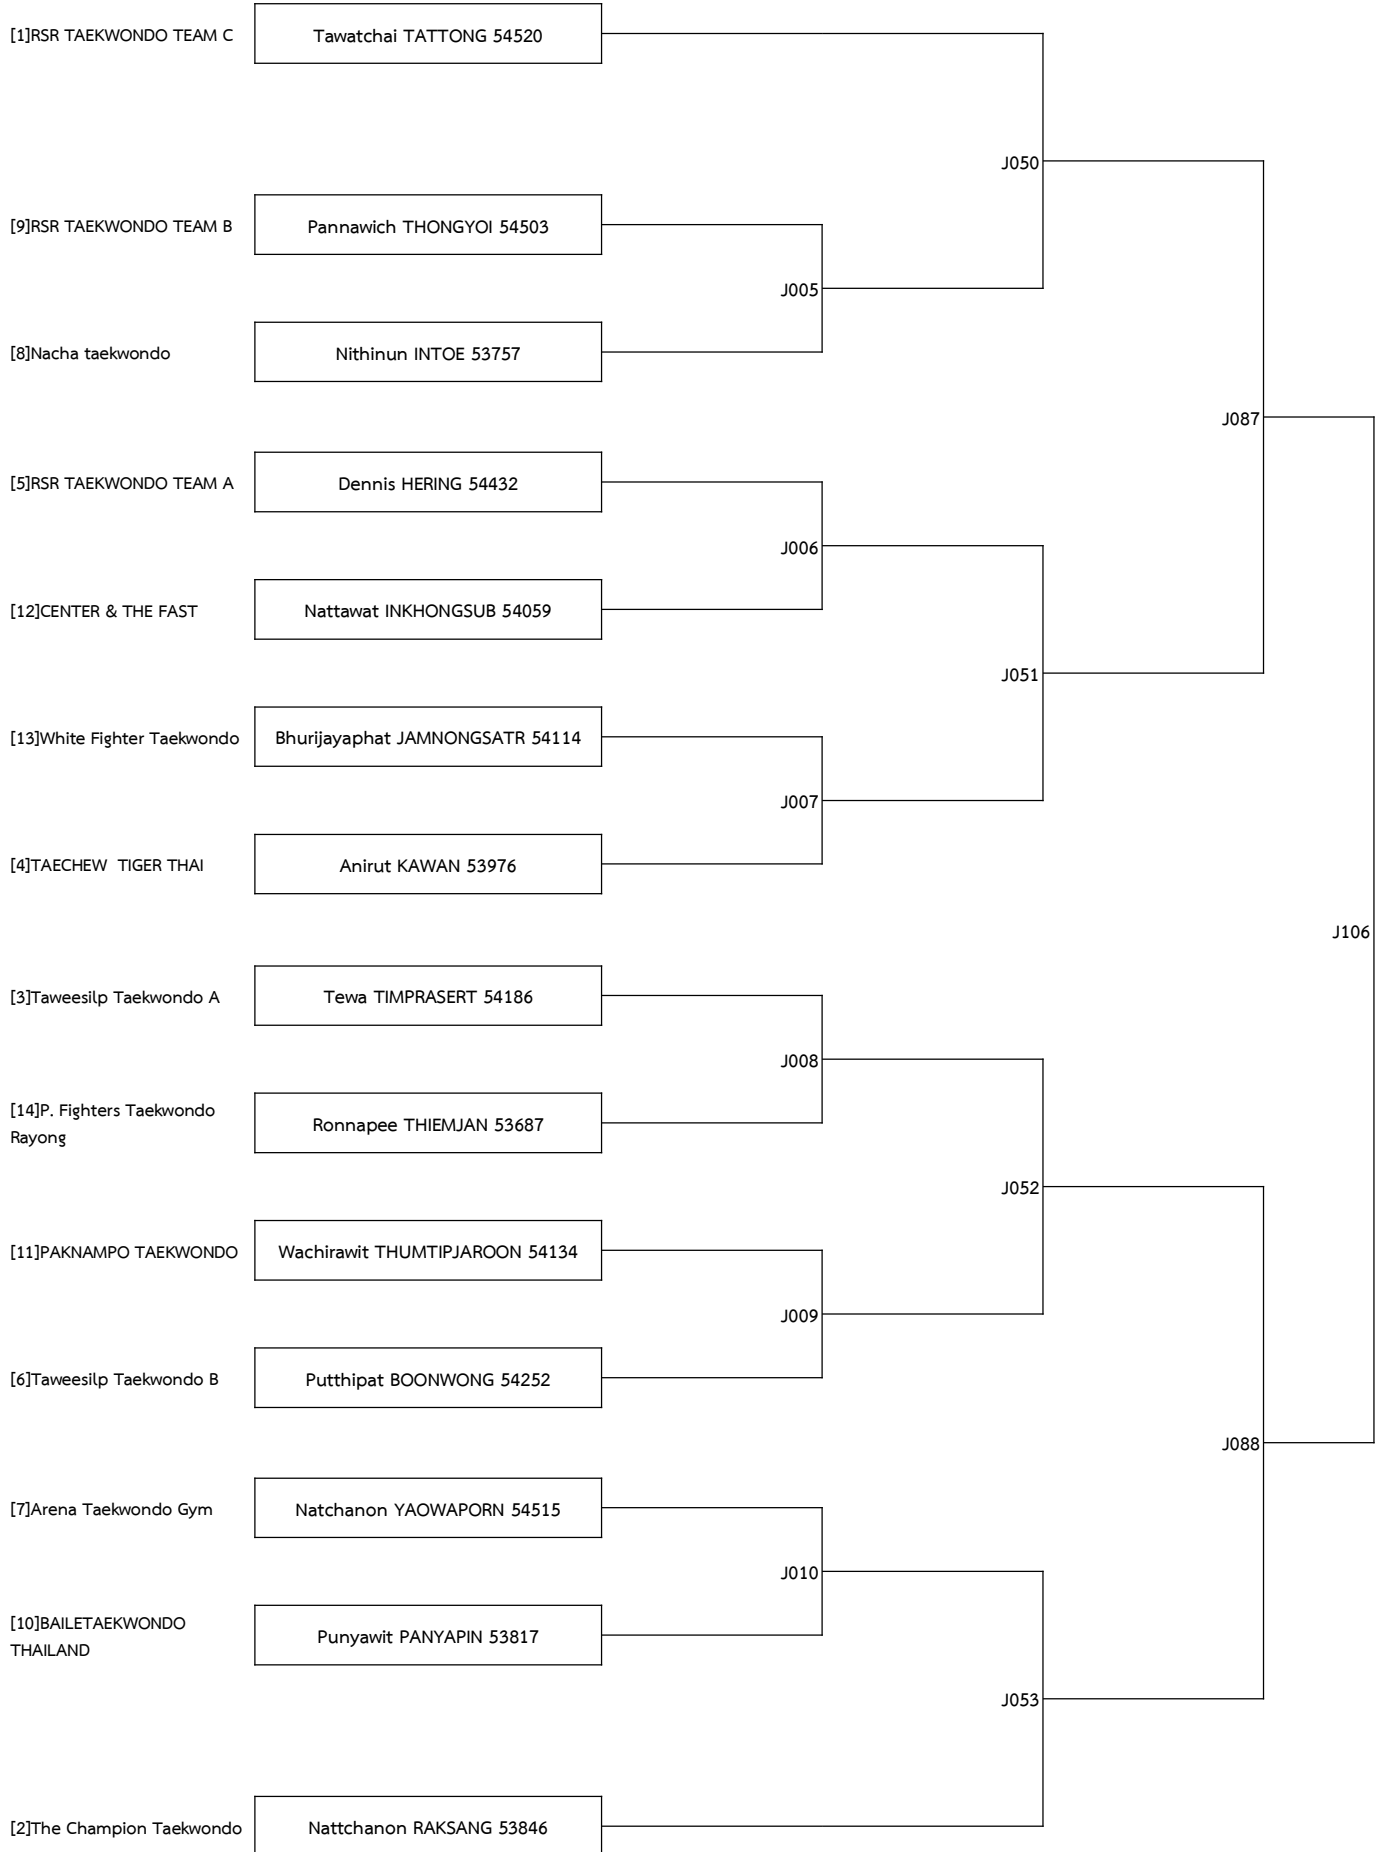 [1]RSR TAEKWONDO TEAM C
Tawatchai TATTONG 54520
J050
[9]RSR TAEKWONDO TEAM B
Pannawich THONGYOI 54503
J005
[8]Nacha taekwondo
Nithinun INTOE 53757
J087
[5]RSR TAEKWONDO TEAM A
Dennis HERING 54432
J006
[12]CENTER & THE FAST
Nattawat INKHONGSUB 54059
J051
[13]White Fighter Taekwondo
Bhurijayaphat JAMNONGSATR 54114
J007
[4]TAECHEW  TIGER THAI
Anirut KAWAN 53976
J106
[3]Taweesilp Taekwondo A
Tewa TIMPRASERT 54186
J008
[14]P. Fighters Taekwondo
Rayong
Ronnapee THIEMJAN 53687
J052
[11]PAKNAMPO TAEKWONDO
Wachirawit THUMTIPJAROON 54134
J009
[6]Taweesilp Taekwondo B
Putthipat BOONWONG 54252
J088
[7]Arena Taekwondo Gym
Natchanon YAOWAPORN 54515
J010
[10]BAILETAEKWONDO
THAILAND
Punyawit PANYAPIN 53817
J053
[2]The Champion Taekwondo
Nattchanon RAKSANG 53846